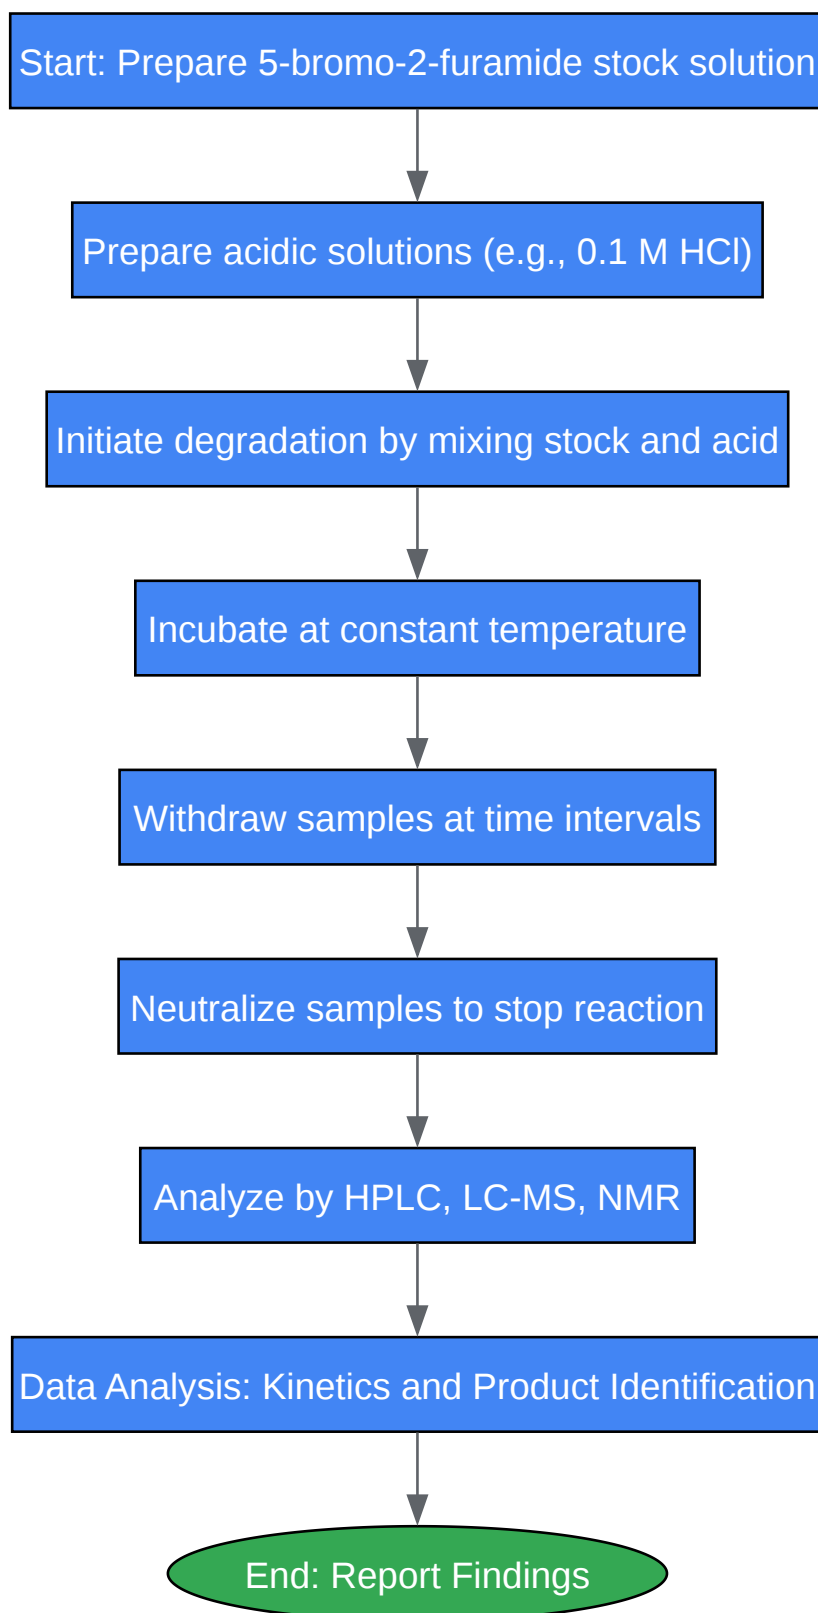 Start: Prepare 5-bromo-2-furamide stock solution
Prepare acidic solutions (e.g., 0.1 M HCl)
Initiate degradation by mixing stock and acid
Incubate at constant temperature
Withdraw samples at time intervals
Neutralize samples to stop reaction
Analyze by HPLC, LC-MS, NMR
Data Analysis: Kinetics and Product Identification
End: Report Findings